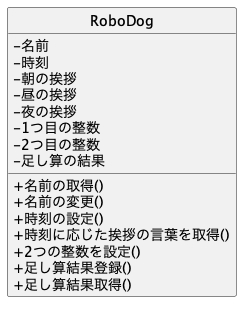 RoboDog
-名前
-時刻
-朝の挨拶
-昼の挨拶
-夜の挨拶
-1つ目の整数
-2つ目の整数
-足し算の結果
+名前の取得()
+名前の変更()
+時刻の設定()
+時刻に応じた挨拶の言葉を取得()
+2つの整数を設定()
+足し算結果登録()
+足し算結果取得()